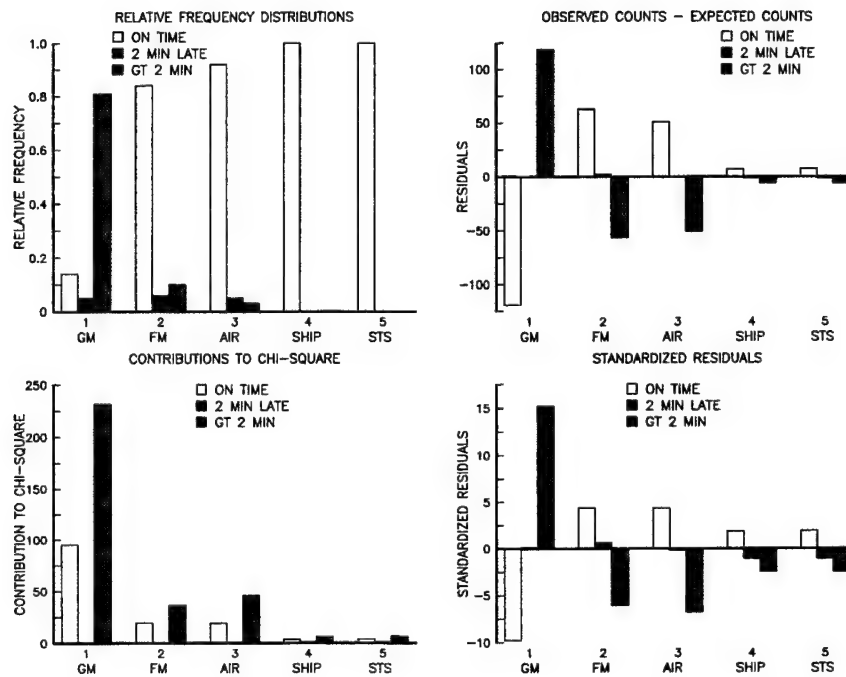 RELATIVE FREQUENCY DISTRIBUTIONS
ON TIME
2 MIN LATE
GT 2 MIN
RELATIVE FREQUENCY
1.0
0.8
0.6
0.4
0.2
0
1 2 3 4 5
GM FM AIR SHIP STS
OBSERVED COUNTS – EXPECTED COUNTS
ON TIME
2 MIN LATE
GT 2 MIN
RESIDUALS
100
50
0
−50
−100
1 2 3 4 5
GM FM AIR SHIP STS
CONTRIBUTIONS TO CHI−SQUARE
ON TIME
2 MIN LATE
GT 2 MIN
CONTRIBUTION TO CHI−SQUARE
250
200
150
100
50
0
1 2 3 4 5
GM FM AIR SHIP STS
STANDARDIZED RESIDUALS
ON TIME
2 MIN LATE
GT 2 MIN
STANDARDIZED RESIDUALS
15
10
5
0
−5
−10
1 2 3 4 5
GM FM AIR SHIP STS